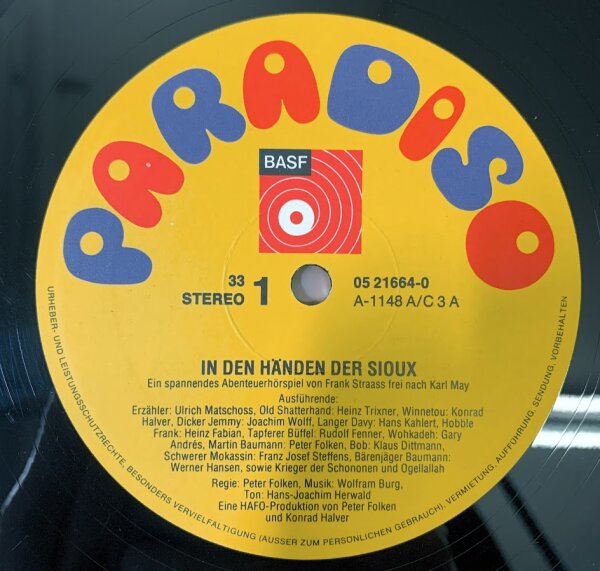 PARADISO
BASF
33
STEREO 1
05 21664-0
A-1148 A/C 3 A
IN DEN HÄNDEN DER SIOUX
Ein spannendes Abenteuerhörspiel von Frank Straass frei nach Karl May
Ausführende:
Erzähler: Ulrich Matschoss, Old Shatterhand: Heinz Trixner, Winnetou: Konrad
Halver, Dicker Jemmy: Joachim Wolff, Langer Davy: Hans Kahlert, Hobble
Frank: Heinz Fabian, Tapferer Büffel: Rudolf Fenner, Wohkadeh: Gary
Andrés, Martin Baumann: Peter Folken, Bob: Klaus Dittmann,
Schwerer Mokassin: Franz Josef Steffens, Bärenjäger Baumann:
Werner Hansen, sowie Krieger der Schononen und Ogellallah
Regie: Peter Folken, Musik: Wolfram Burg,
Ton: Hans-Joachim Herwald
Eine HAFO-Produktion von Peter Folken
und Konrad Halver
URHEBER- UND LEISTUNGSSCHUTZRECHTE, BESONDERS VERVIELFÄLTIGUNG (AUSSER ZUM PERSÖNLICHEN GEBRAUCH), VERMIETUNG, AUFFÜHRUNG, SENDUNG, VORBEHALTEN